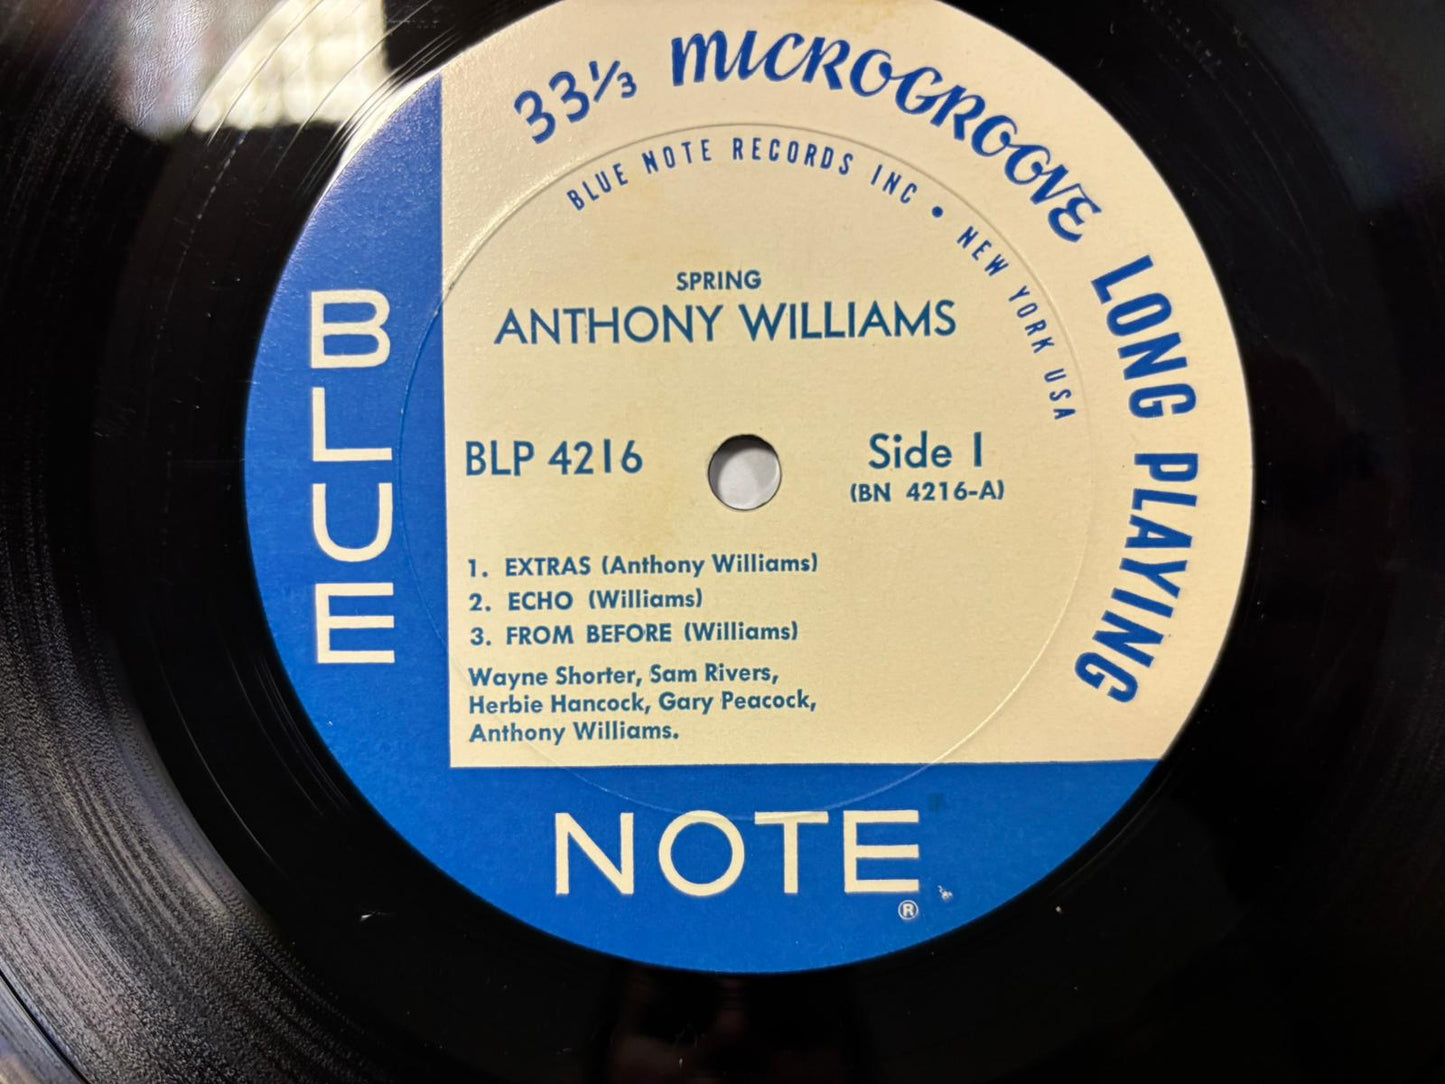 33⅓ MICROGROOVE LONG PLAYING
BLUE NOTE RECORDS INC • NEW YORK USA
SPRING
ANTHONY WILLIAMS
BLP 4216
Side 1
(BN 4216-A)
1. EXTRAS (Anthony Williams)
2. ECHO (Williams)
3. FROM BEFORE (Williams)
Wayne Shorter, Sam Rivers,
Herbie Hancock, Gary Peacock,
Anthony Williams.
BLUE
NOTE
®